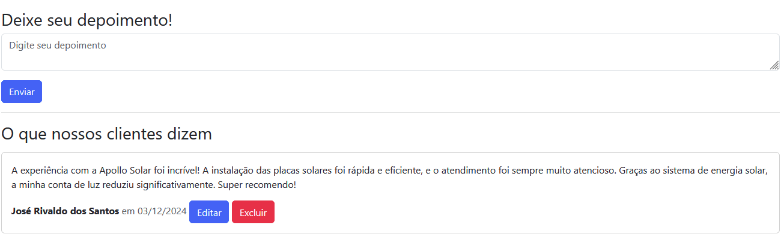 Deixe seu depoimento!
Digite seu depoimento
Enviar
O que nossos clientes dizem
A experiência com a Apollo Solar foi incrível! A instalação das placas solares foi rápida e eficiente, e o atendimento foi sempre muito atencioso. Graças ao sistema de energia solar,
a minha conta de luz reduziu significativamente. Super recomendo!
José Rivaldo dos Santos em 03/12/2024 Editar Excluir